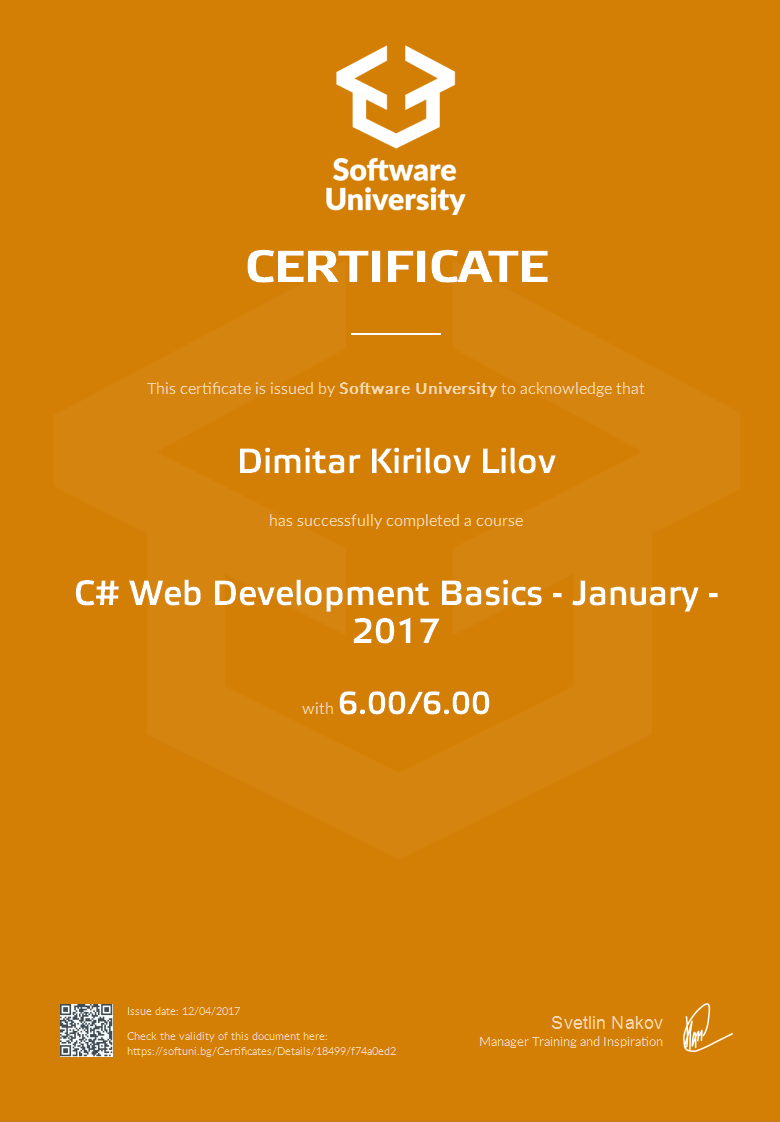 Software
University
CERTIFICATE
This certificate is issued by Software University to acknowledge that
Dimitar Kirilov Lilov
has successfully completed a course
C# Web Development Basics - January -
2017
with 6.00/6.00
Issue date: 12/04/2017
Check the validity of this document here:
https://softuni.bg/Certificates/Details/18499/f74a0ed2
Svetlin Nakov
Manager Training and Inspiration